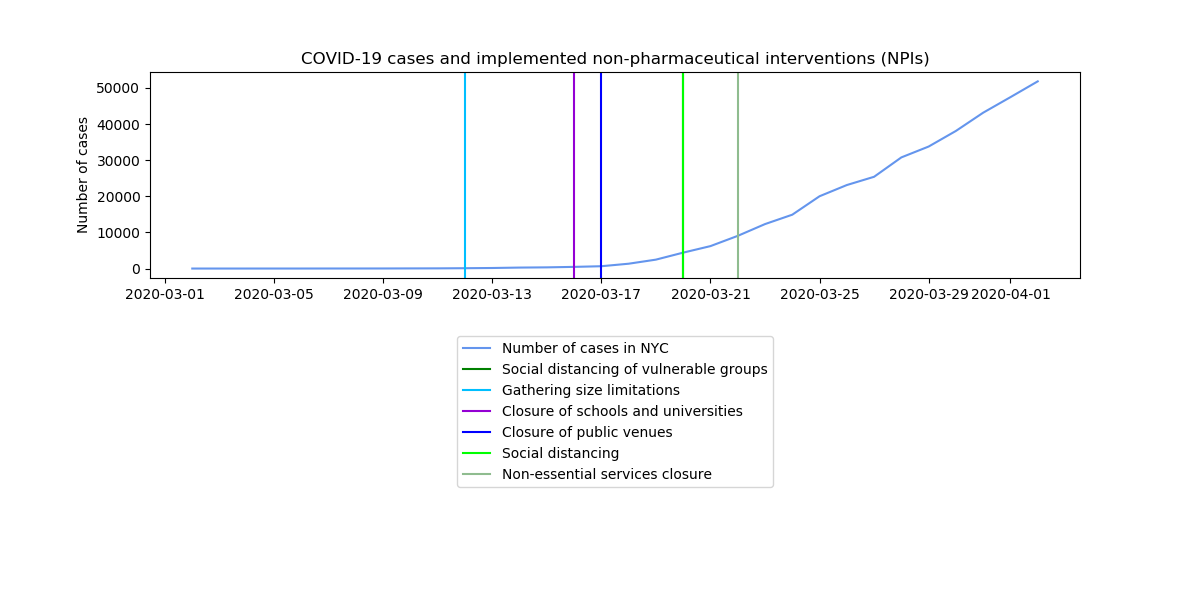 COVID-19 cases and implemented non-pharmaceutical interventions (NPIs)
Number of cases
50000
40000
30000
20000
10000
0
2020-03-01 2020-03-05 2020-03-09 2020-03-13 2020-03-17 2020-03-21 2020-03-25 2020-03-29 2020-04-01
Number of cases in NYC
Social distancing of vulnerable groups
Gathering size limitations
Closure of schools and universities
Closure of public venues
Social distancing
Non-essential services closure